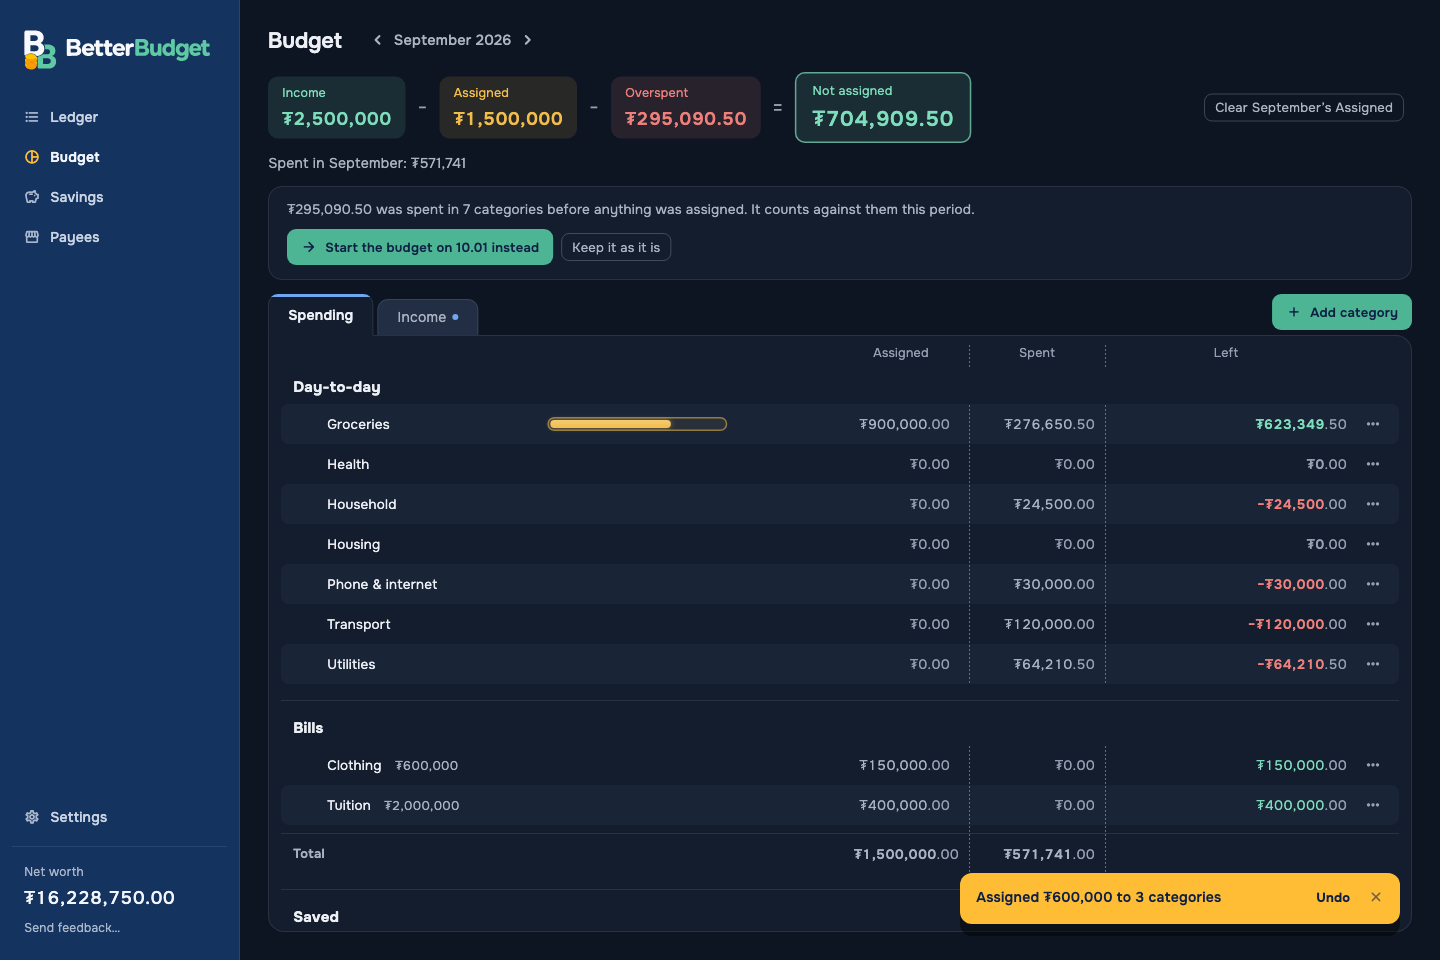 BetterBudget
Ledger
Budget
Savings
Payees
Settings
Net worth
₮16,228,750.00
Send feedback...
Budget
September 2026
Income
₮2,500,000
–
Assigned
₮1,500,000
–
Overspent
₮295,090.50
=
Not assigned
₮704,909.50
Clear September's Assigned
Spent in September: ₮571,741
₮295,090.50 was spent in 7 categories before anything was assigned. It counts against them this period.
Start the budget on 10.01 instead
Keep it as it is
Spending
Income
+ Add category
Assigned Spent Left
Day-to-day
Groceries ₮900,000.00 ₮276,650.50 ₮623,349.50
Health ₮0.00 ₮0.00 ₮0.00
Household ₮0.00 ₮24,500.00 -₮24,500.00
Housing ₮0.00 ₮0.00 ₮0.00
Phone & internet ₮0.00 ₮30,000.00 -₮30,000.00
Transport ₮0.00 ₮120,000.00 -₮120,000.00
Utilities ₮0.00 ₮64,210.50 -₮64,210.50
Bills
Clothing ₮600,000 ₮150,000.00 ₮0.00 ₮150,000.00
Tuition ₮2,000,000 ₮400,000.00 ₮0.00 ₮400,000.00
Total ₮1,500,000.00 ₮571,741.00
Saved
Assigned ₮600,000 to 3 categories Undo ×